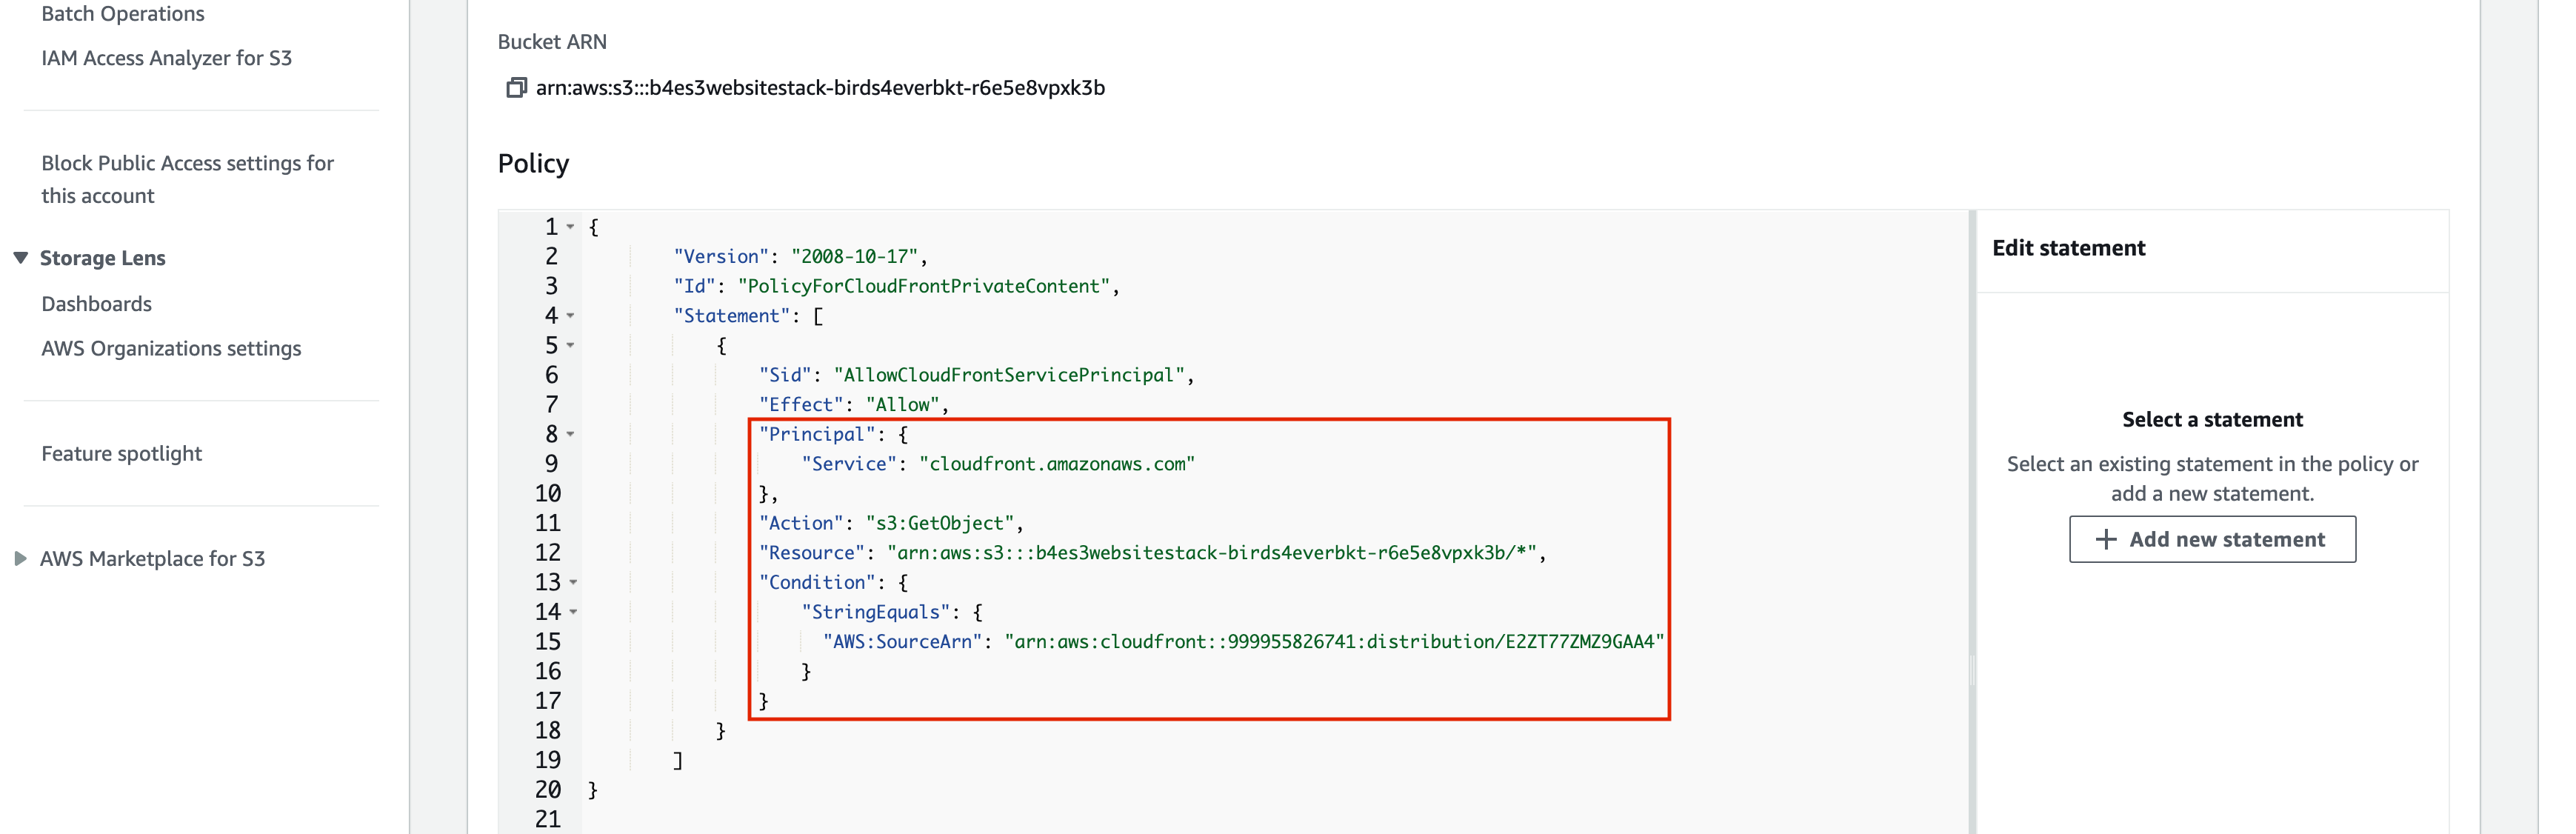 Batch Operations
IAM Access Analyzer for S3
Block Public Access settings for
this account
Storage Lens
Dashboards
AWS Organizations settings
Feature spotlight
AWS Marketplace for S3
Bucket ARN
arn:aws:s3:::b4es3websitestack-birds4everbkt-r6e5e8vpxk3b
Policy
1 {
2 "Version": "2008-10-17",
3 "Id": "PolicyForCloudFrontPrivateContent",
4 "Statement": [
5 {
6 "Sid": "AllowCloudFrontServicePrincipal",
7 "Effect": "Allow",
8 "Principal": {
9 "Service": "cloudfront.amazonaws.com"
10 },
11 "Action": "s3:GetObject",
12 "Resource": "arn:aws:s3:::b4es3websitestack-birds4everbkt-r6e5e8vpxk3b/*",
13 "Condition": {
14 "StringEquals": {
15 "AWS:SourceArn": "arn:aws:cloudfront::999955826741:distribution/E2ZT77ZMZ9GAA4"
16 }
17 }
18 }
19 ]
20 }
21
Edit statement
Select a statement
Select an existing statement in the policy or
add a new statement.
+ Add new statement